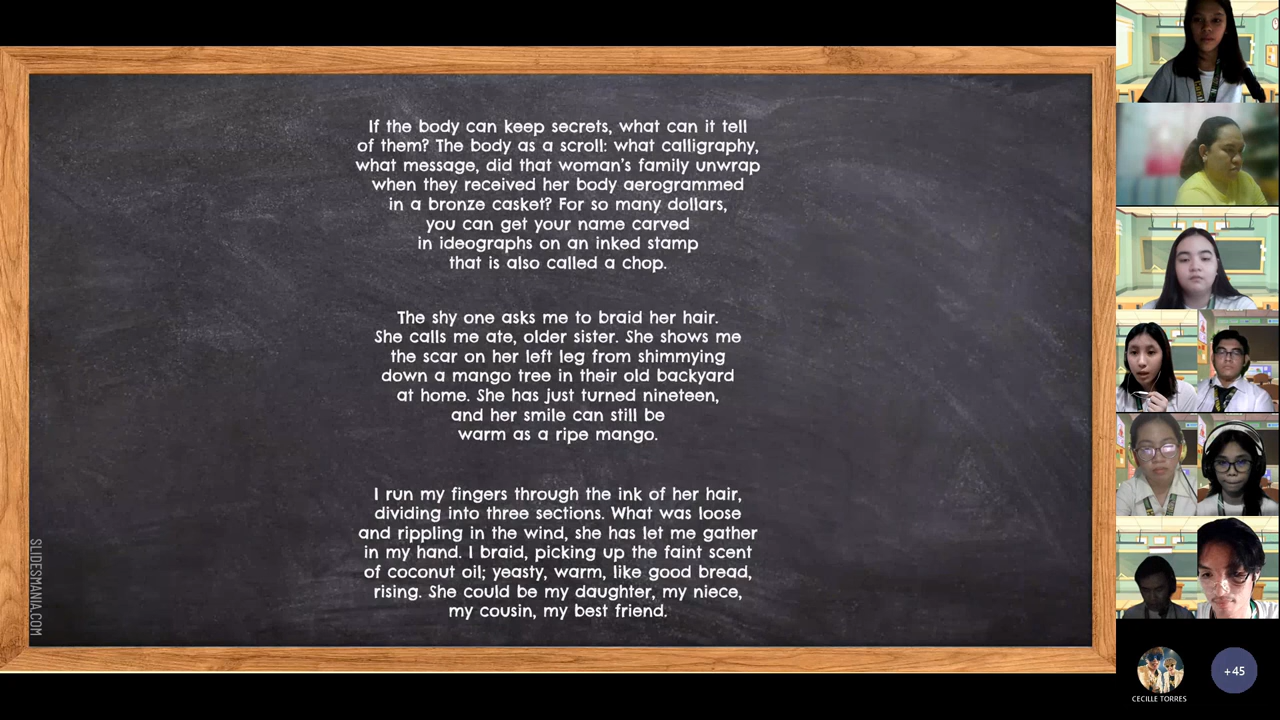 If the body can keep secrets, what can it tell
of them? The body as a scroll: what calligraphy,
what message, did that woman's family unwrap
when they received her body aerogrammed
in a bronze casket? For so many dollars,
you can get your name carved
in ideographs on an inked stamp
that is also called a chop.
The shy one asks me to braid her hair.
She calls me ate, older sister. She shows me
the scar on her left leg from shimmying
down a mango tree in their old backyard
at home. She has just turned nineteen,
and her smile can still be
warm as a ripe mango.
I run my fingers through the ink of her hair,
dividing into three sections. What was loose
and rippling in the wind, she has let me gather
in my hand. I braid, picking up the faint scent
of coconut oil; yeasty, warm, like good bread,
rising. She could be my daughter, my niece,
my cousin, my best friend.
SLIDESMANIA.COM
CECILLE TORRES
+45